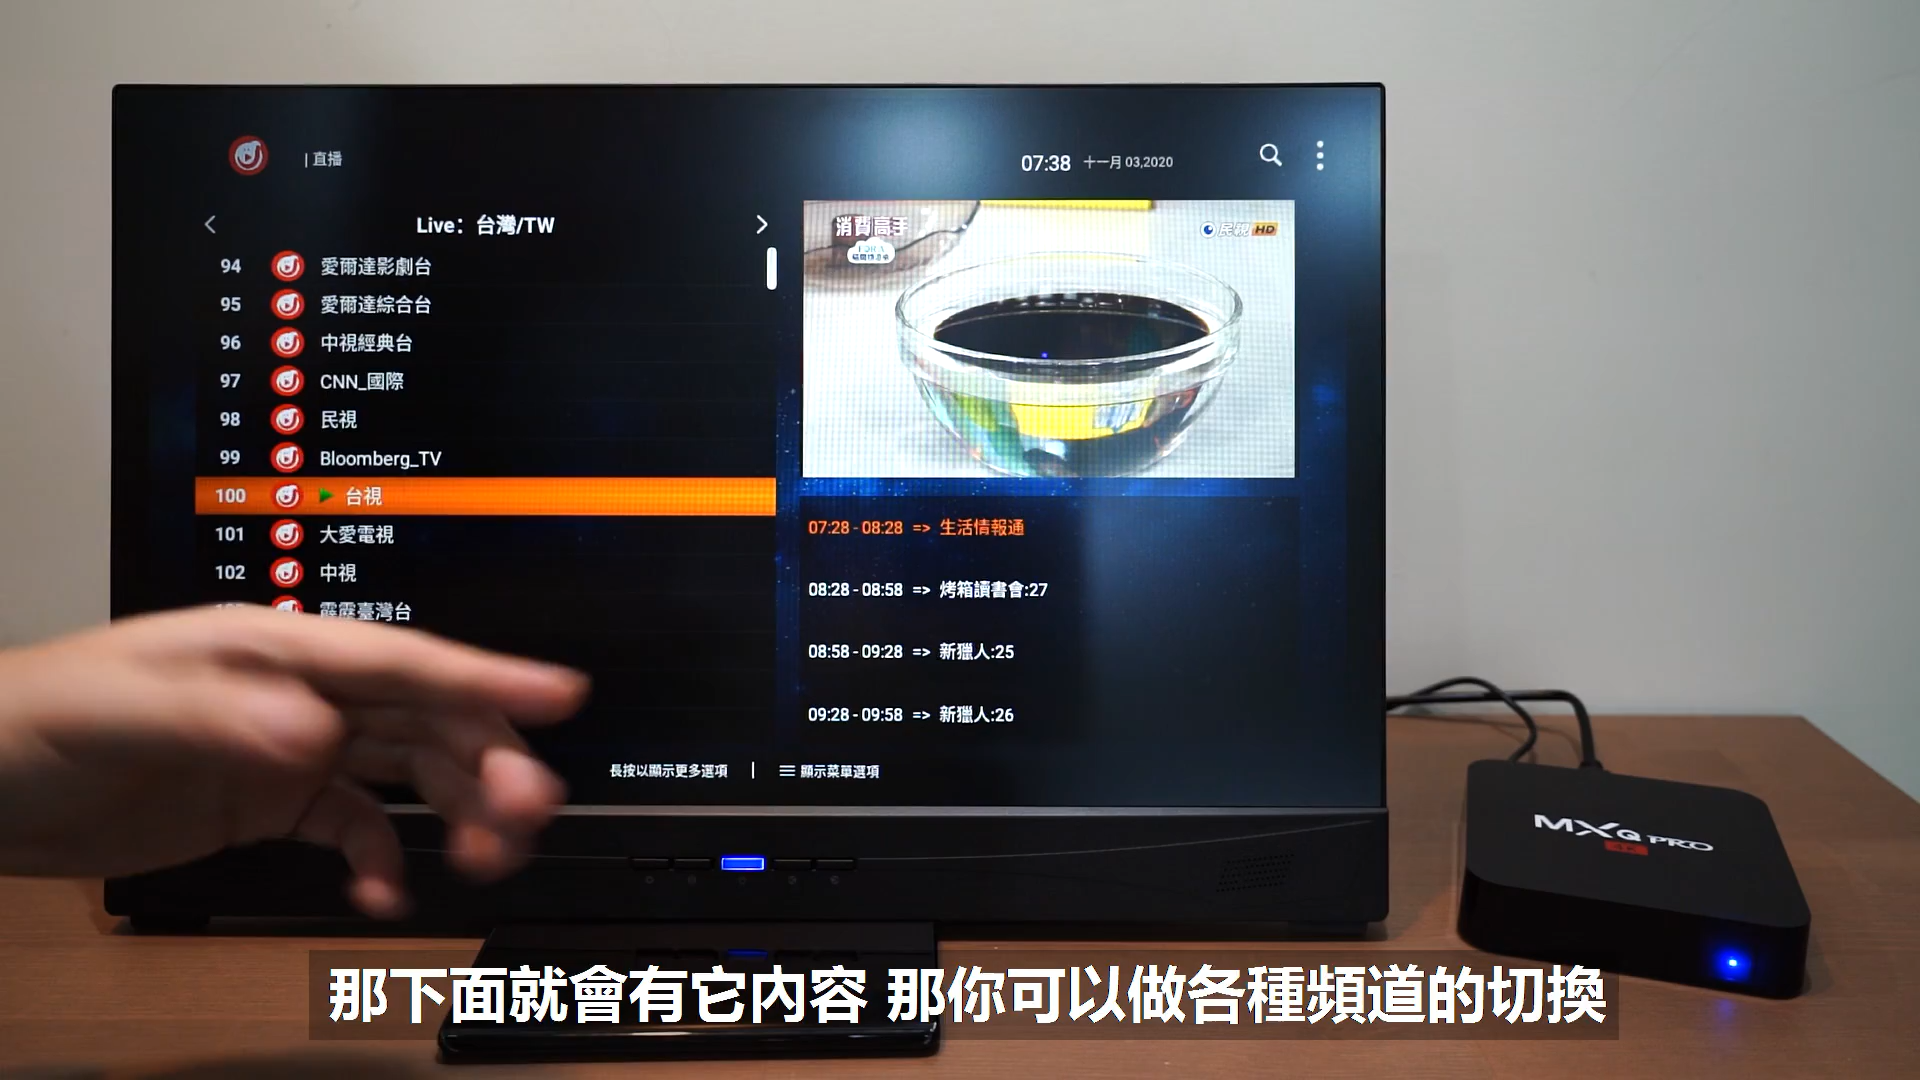 | 直播
07:38 十一月 03,2020
Live: 台灣/TW
94 愛爾達影劇台
95 愛爾達綜合台
96 中視經典台
97 CNN_國際
98 民視
99 Bloomberg_TV
100 台視
101 大愛電視
102 中視
霹靂臺灣台
消費高手
民視 HD
07:28 - 08:28 => 生活情報通
08:28 - 08:58 => 烤箱讀書會:27
08:58 - 09:28 => 新獵人:25
09:28 - 09:58 => 新獵人:26
長按以顯示更多選項 | 顯示菜單選項
MXQ PRO
4K
那下面就會有它內容 那你可以做各種頻道的切換